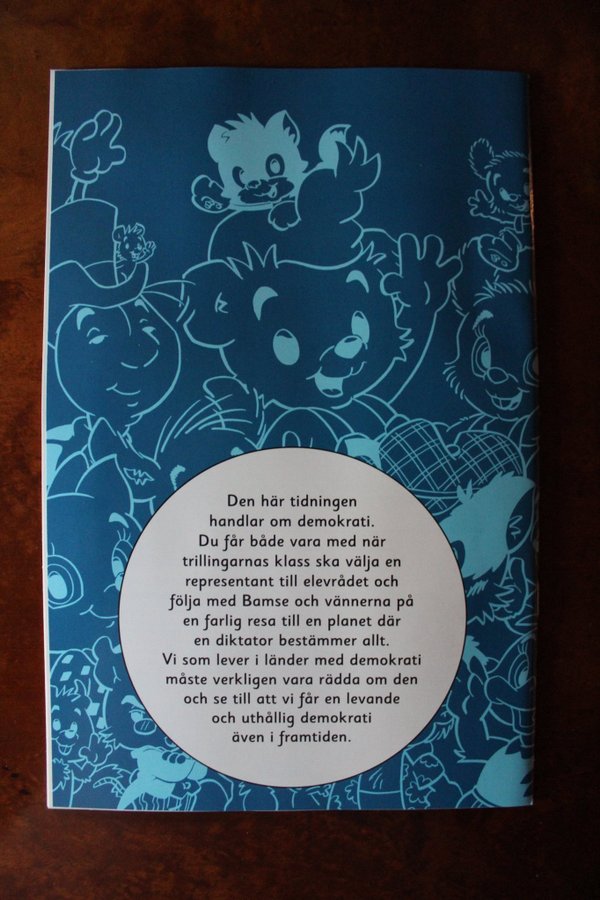 Den här tidningen
handlar om demokrati.
Du får både vara med när
trillingarnas klass ska välja en
representant till elevrådet och
följa med Bamse och vännerna på
en farlig resa till en planet där
en diktator bestämmer allt.
Vi som lever i länder med demokrati
måste verkligen vara rädda om den
och se till att vi får en levande
och uthållig demokrati
även i framtiden.